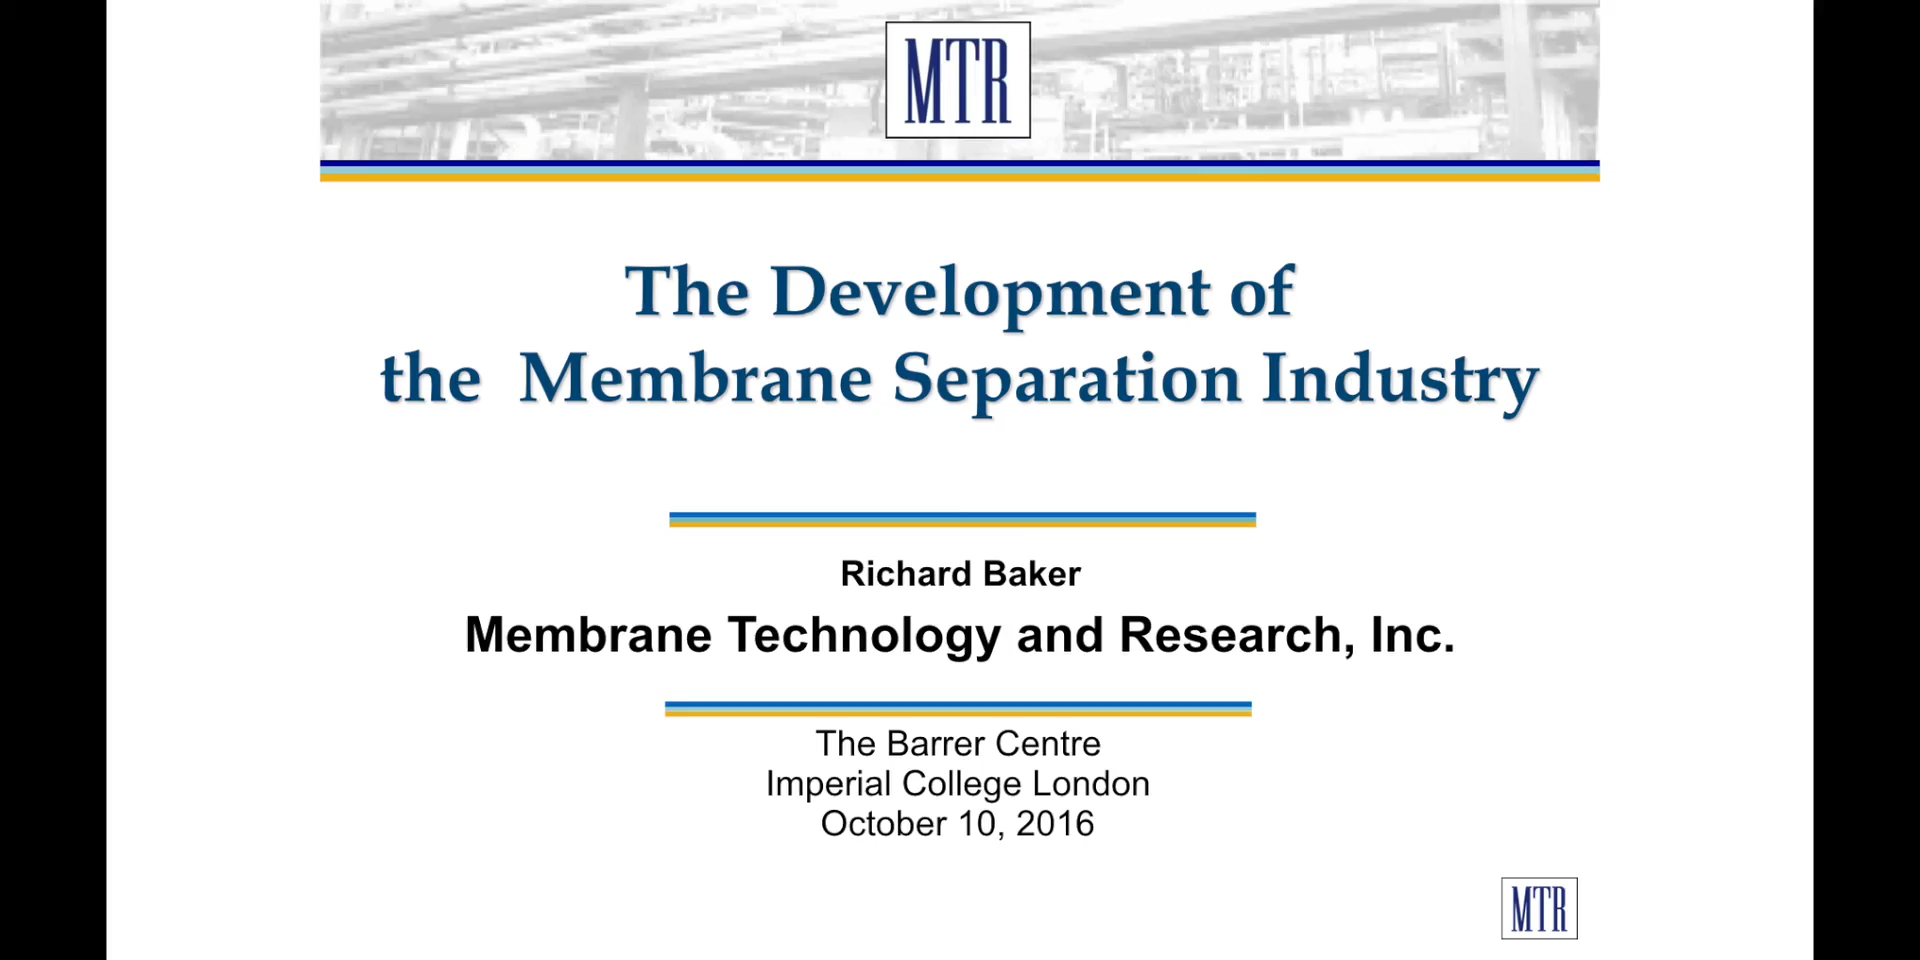 MTR
The Development of
the Membrane Separation Industry
Richard Baker
Membrane Technology and Research, Inc.
The Barrer Centre
Imperial College London
October 10, 2016
MTR